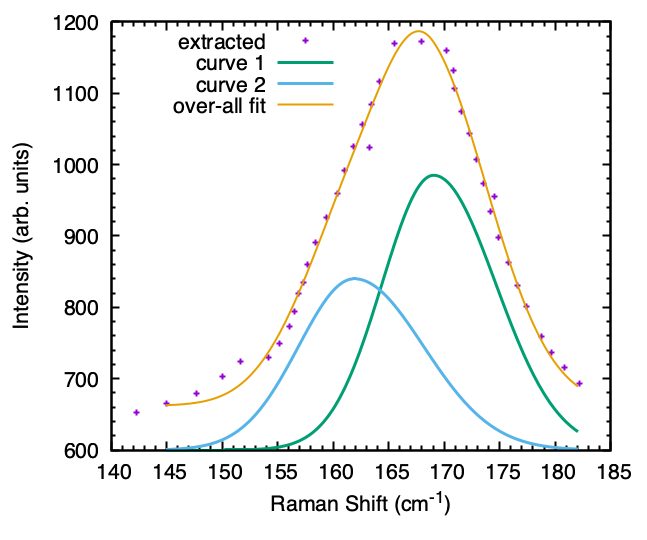 1200
1100
1000
900
800
700
600
Intensity (arb. units)
extracted
curve 1
curve 2
over-all fit
140 145 150 155 160 165 170 175 180 185
Raman Shift (cm⁻¹)